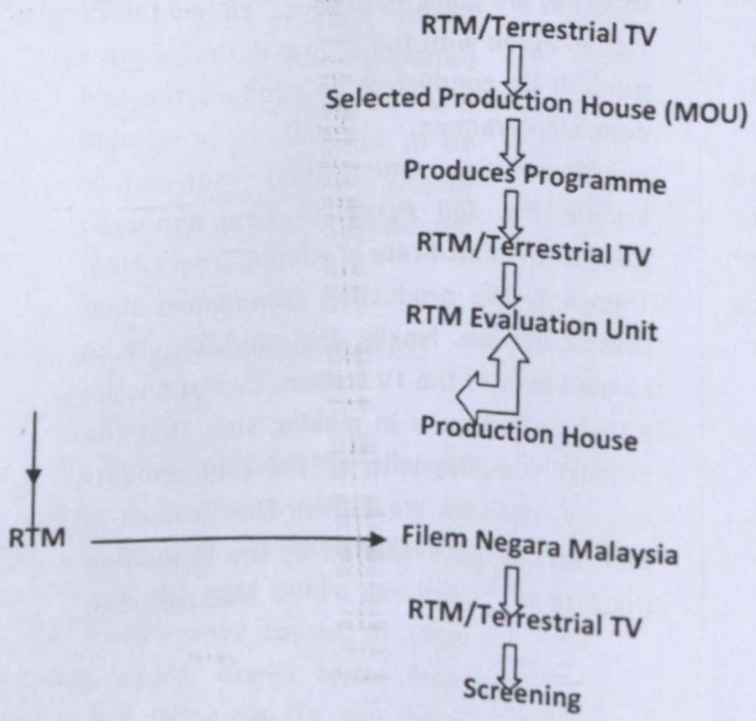 RTM/Terrestrial TV
Selected Production House (MOU)
Produces Programme
RTM/Terrestrial TV
RTM Evaluation Unit
Production House
RTM
Filem Negara Malaysia
RTM/Terrestrial TV
Screening